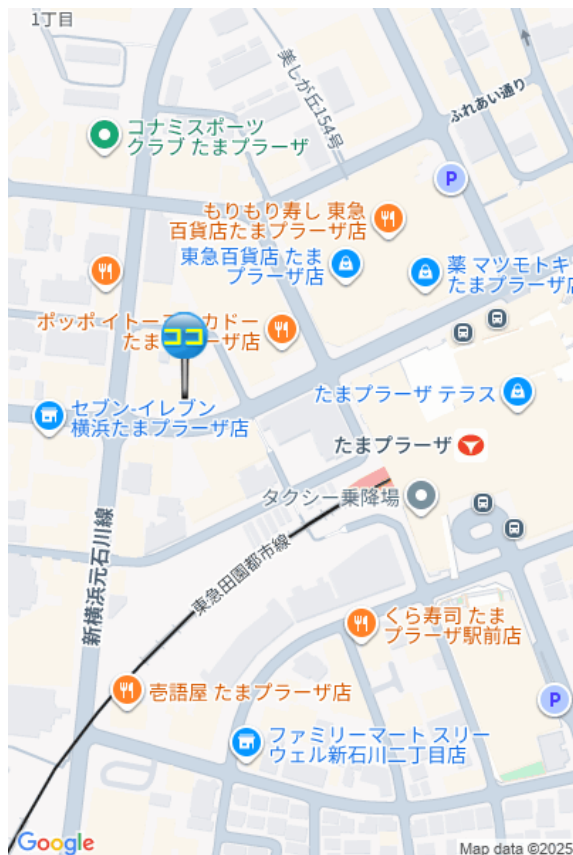 1丁目
美しが丘154号
ふれあい通り
コナミスポーツ
クラブ たまプラーザ
P
もりもり寿し 東急
百貨店たまプラーザ店
東急百貨店 たま
プラーザ店
薬 マツモトキ
たまプラーザ店
ポッポ イトー
カドー
たま
ーザ店
ココ
セブン-イレブン
横浜たまプラーザ店
たまプラーザ テラス
たまプラーザ
タクシー乗降場
新横浜元石川線
東急田園都市線
くら寿司 たま
プラーザ駅前店
壱語屋 たまプラーザ店
P
ファミリーマート スリー
ウェル新石川二丁目店
Google
Map data ©2025